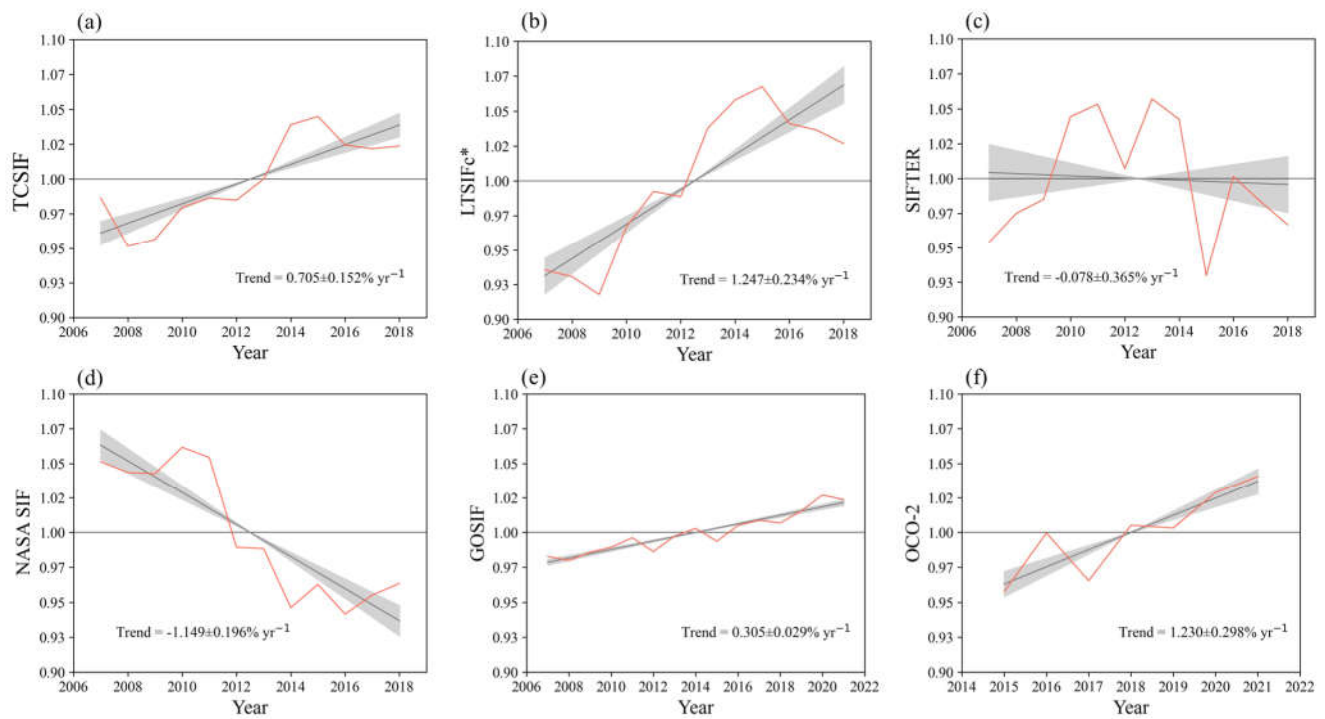 (a)
1.10
1.07
1.05
1.02
1.00
0.97
0.95
0.93
0.90
TCSIF
Trend = 0.705±0.152% yr⁻¹
2006 2008 2010 2012 2014 2016 2018
Year
(b)
1.10
1.07
1.05
1.02
1.00
0.97
0.95
0.93
0.90
LTSIFc*
Trend = 1.247±0.234% yr⁻¹
2006 2008 2010 2012 2014 2016 2018
Year
(c)
1.10
1.07
1.05
1.02
1.00
0.97
0.95
0.93
0.90
SIFTER
Trend = -0.078±0.365% yr⁻¹
2006 2008 2010 2012 2014 2016 2018
Year
(d)
1.10
1.07
1.05
1.02
1.00
0.97
0.95
0.93
0.90
NASA SIF
Trend = -1.149±0.196% yr⁻¹
2006 2008 2010 2012 2014 2016 2018
Year
(e)
1.10
1.07
1.05
1.02
1.00
0.97
0.95
0.93
0.90
GOSIF
Trend = 0.305±0.029% yr⁻¹
2006 2008 2010 2012 2014 2016 2018 2020 2022
Year
(f)
1.10
1.07
1.05
1.02
1.00
0.97
0.95
0.93
0.90
OCO-2
Trend = 1.230±0.298% yr⁻¹
2014 2015 2016 2017 2018 2019 2020 2021 2022
Year